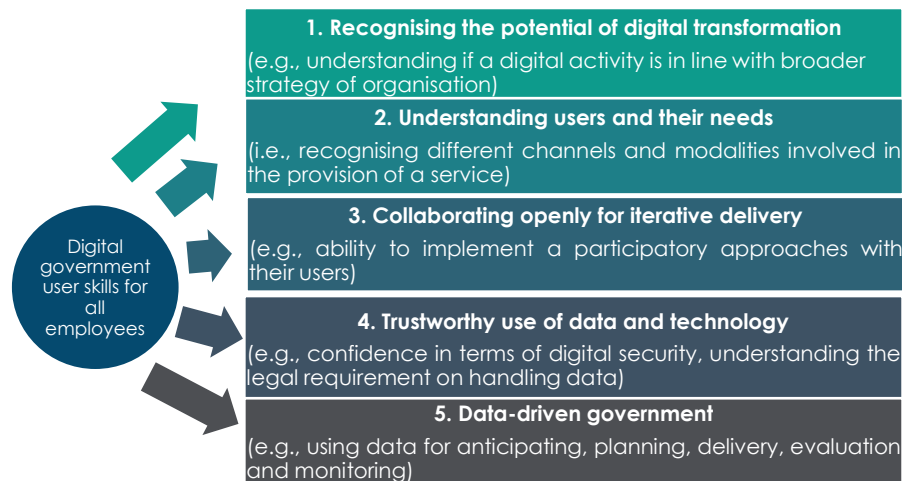 1. Recognising the potential of digital transformation
(e.g., understanding if a digital activity is in line with broader
strategy of organisation)
2. Understanding users and their needs
(i.e., recognising different channels and modalities involved in
the provision of a service)
3. Collaborating openly for iterative delivery
(e.g., ability to implement a participatory approaches with
their users)
4. Trustworthy use of data and technology
(e.g., confidence in terms of digital security, understanding the
legal requirement on handling data)
5. Data-driven government
(e.g., using data for anticipating, planning, delivery, evaluation
and monitoring)
Digital
government
user skills for
all
employees